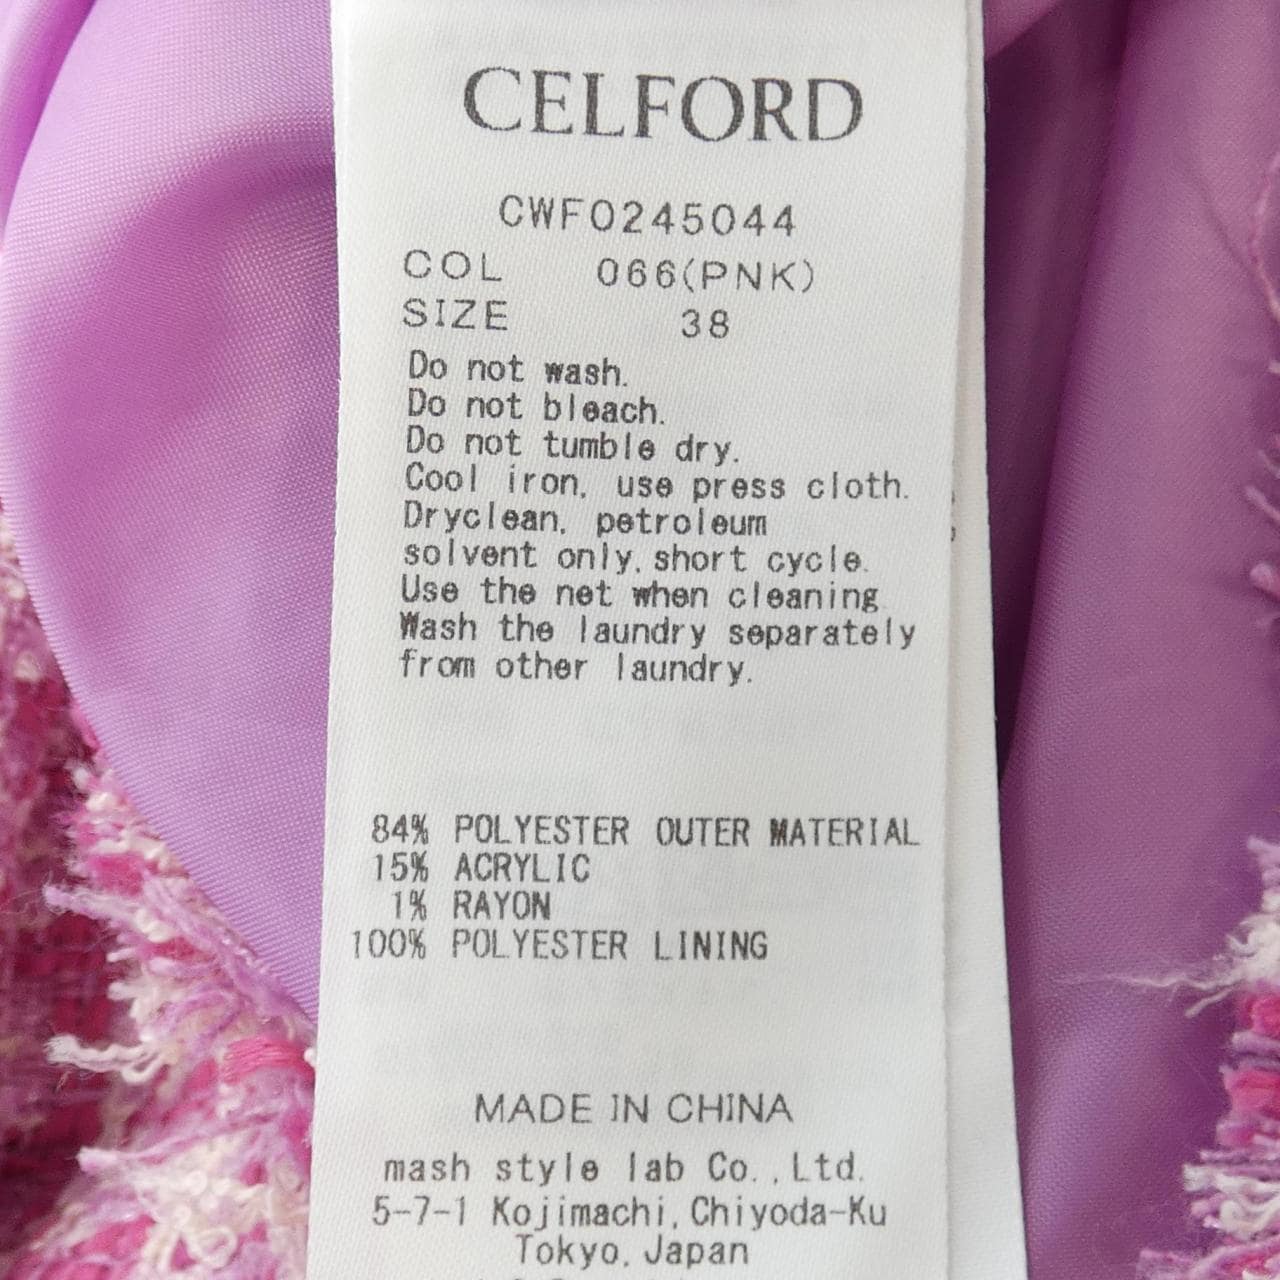 CELFORD
CWF0245044
COL 066(PNK)
SIZE 38
Do not wash.
Do not bleach.
Do not tumble dry.
Cool iron, use press cloth.
Dryclean, petroleum
solvent only, short cycle.
Use the net when cleaning.
Wash the laundry separately
from other laundry.
84% POLYESTER OUTER MATERIAL
15% ACRYLIC
1% RAYON
100% POLYESTER LINING
MADE IN CHINA
mash style lab Co.,Ltd.
5-7-1 Kojimachi, Chiyoda-Ku
Tokyo, Japan